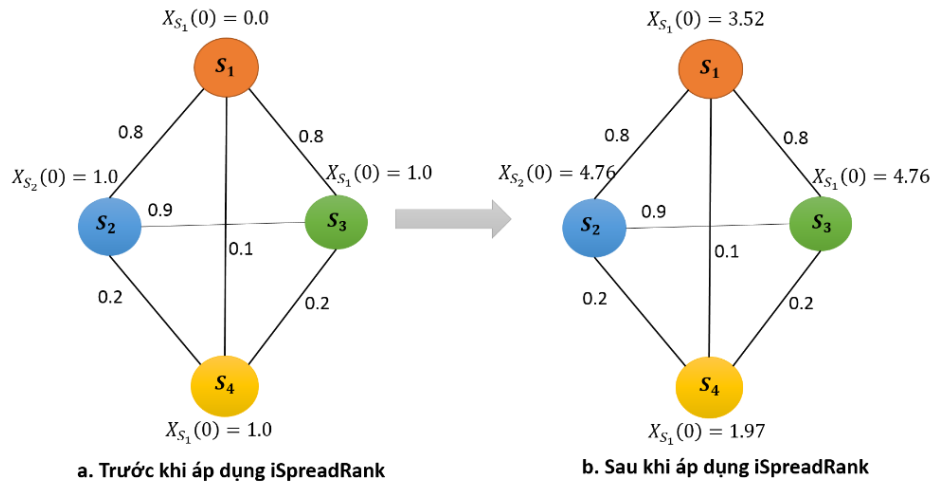 X_{S_1}(0) = 0.0
S_1
0.8
0.8
X_{S_2}(0) = 1.0
X_{S_1}(0) = 1.0
S_2
0.9
S_3
0.1
0.2
0.2
S_4
X_{S_1}(0) = 1.0
a. Trước khi áp dụng iSpreadRank
X_{S_1}(0) = 3.52
S_1
0.8
0.8
X_{S_2}(0) = 4.76
X_{S_1}(0) = 4.76
S_2
0.9
S_3
0.1
0.2
0.2
S_4
X_{S_1}(0) = 1.97
b. Sau khi áp dụng iSpreadRank